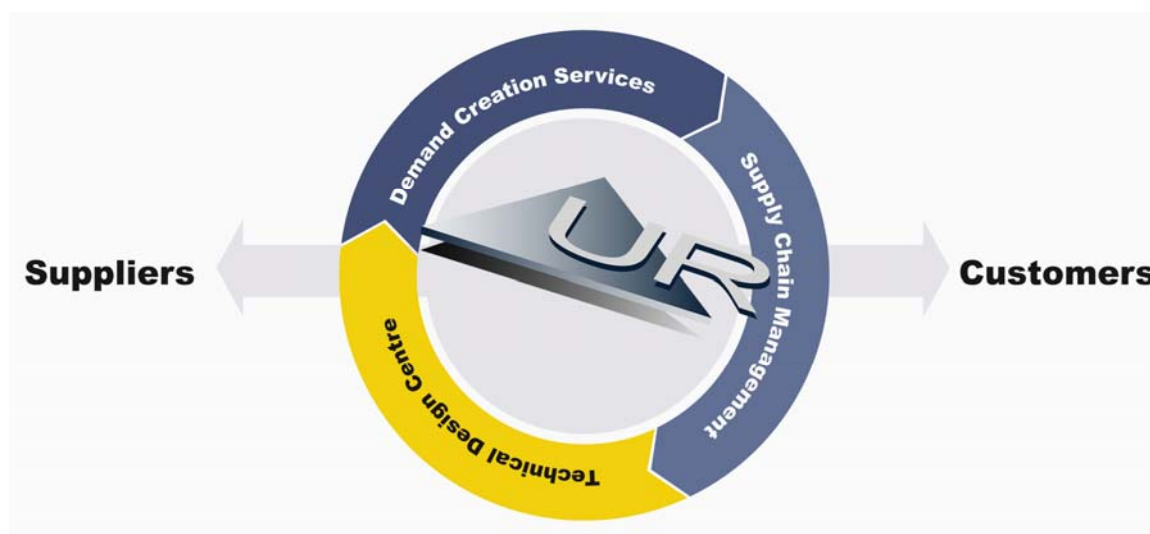 Demand Creation Services
Supply Chain Management
Technical Design Centre
Suppliers
UR
Customers